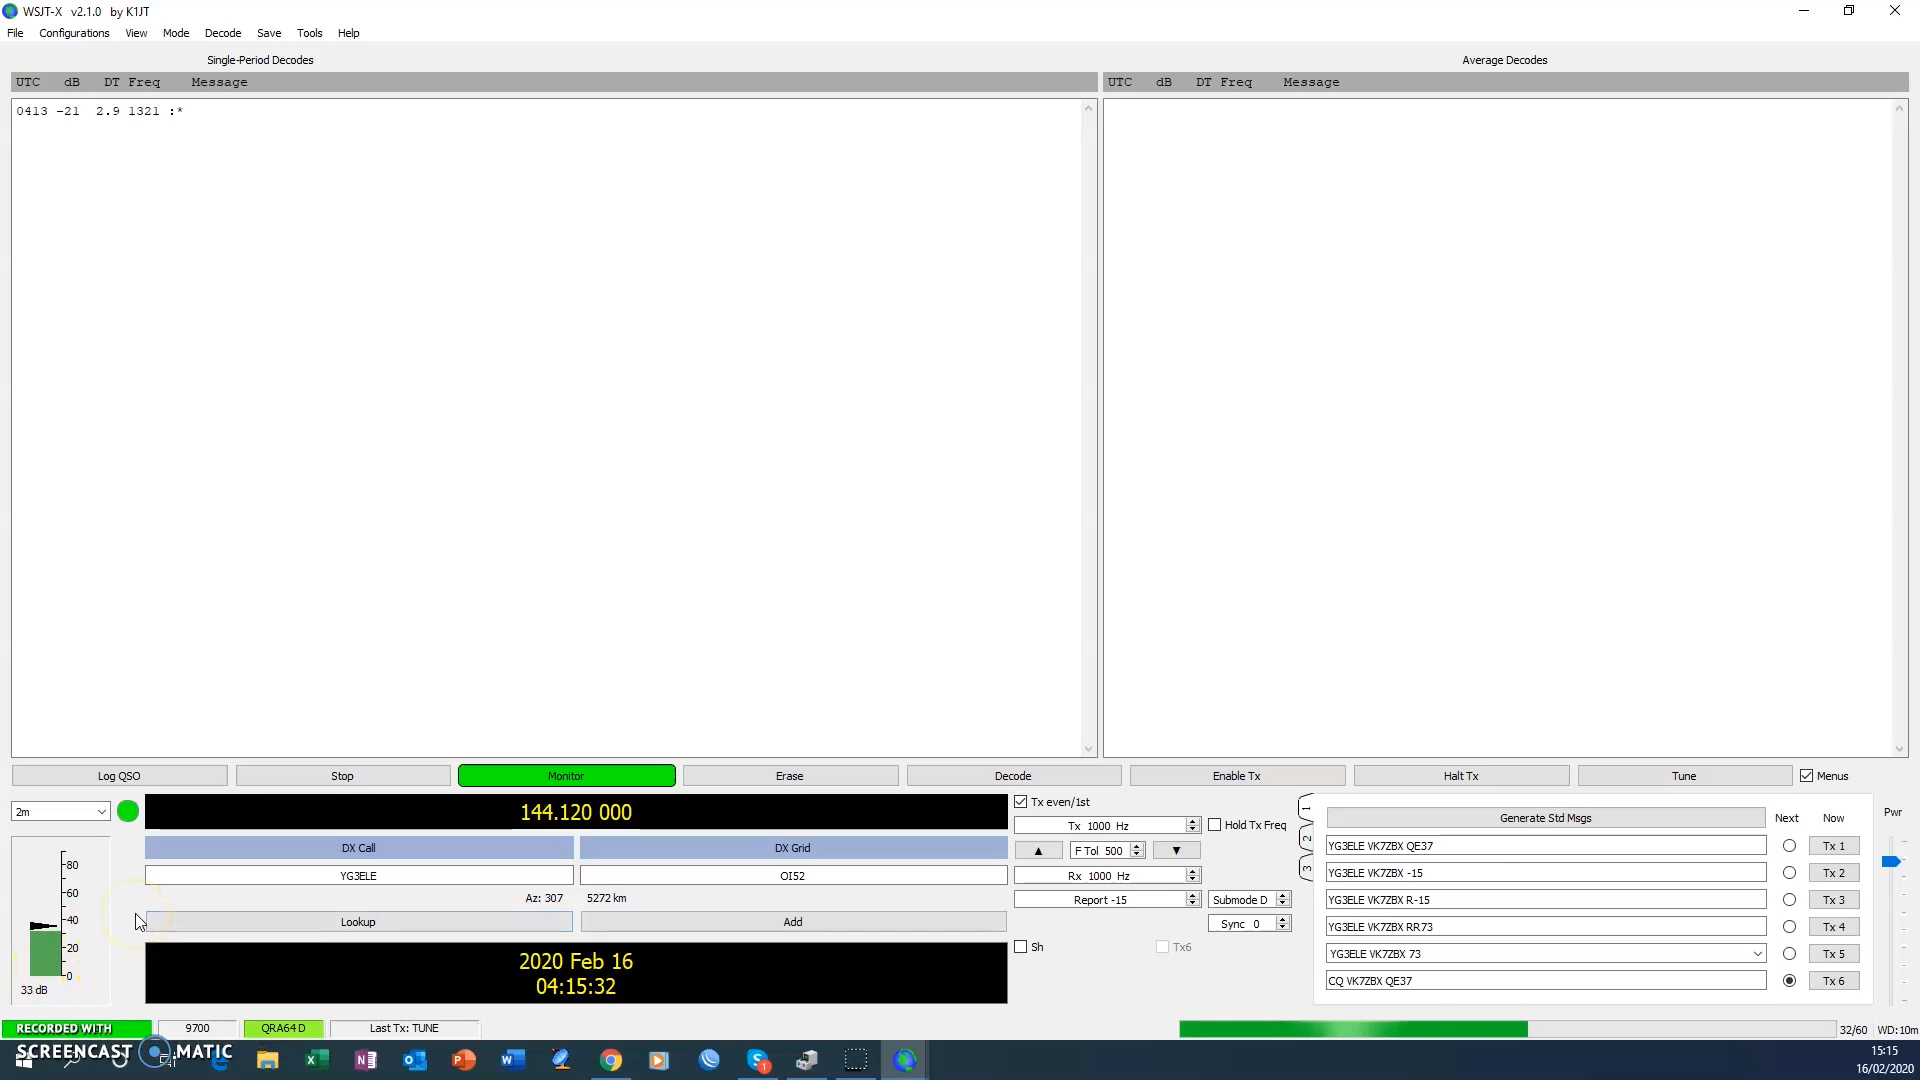 WSJT-X v2.1.0 by K1JT
File Configurations View Mode Decode Save Tools Help
Single-Period Decodes
Average Decodes
UTC dB DT Freq Message
UTC dB DT Freq Message
0413 -21 2.9 1321 :*
Log QSO
Stop
Monitor
Erase
Decode
Enable Tx
Halt Tx
Tune
Menus
2m
144.120 000
Tx even/1st
Tx 1000 Hz
Hold Tx Freq
DX Call
DX Grid
F Tol 500
YG3ELE
OI52
Rx 1000 Hz
Az: 307
5272 km
Report -15
Submode D
Lookup
Add
Sync 0
Sh
Tx6
2020 Feb 16
04:15:32
80
60
40
20
0
33 dB
1
2
3
Generate Std Msgs
Next
Now
Pwr
YG3ELE VK7ZBX QE37
Tx 1
YG3ELE VK7ZBX -15
Tx 2
YG3ELE VK7ZBX R-15
Tx 3
YG3ELE VK7ZBX RR73
Tx 4
YG3ELE VK7ZBX 73
Tx 5
CQ VK7ZBX QE37
Tx 6
RECORDED WITH
9700
QRA64 D
Last Tx: TUNE
32/60
WD:10m
SCREENCAST MATIC
15:15
16/02/2020